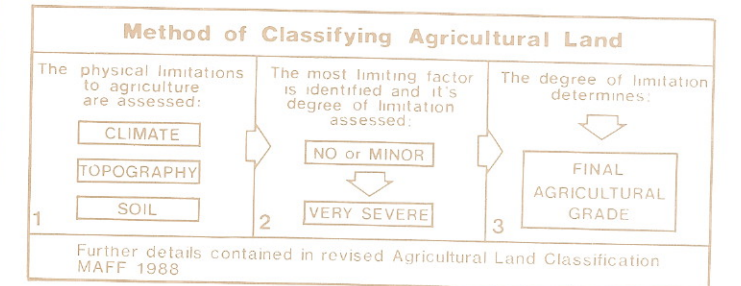 Method of Classifying Agricultural Land
The physical limitations
to agriculture
are assessed:
CLIMATE
TOPOGRAPHY
SOIL
1
The most limiting factor
is identified and it's
degree of limitation
assessed:
NO or MINOR
VERY SEVERE
2
The degree of limitation
determines:
FINAL
AGRICULTURAL
GRADE
3
Further details contained in revised Agricultural Land Classification
MAFF 1988